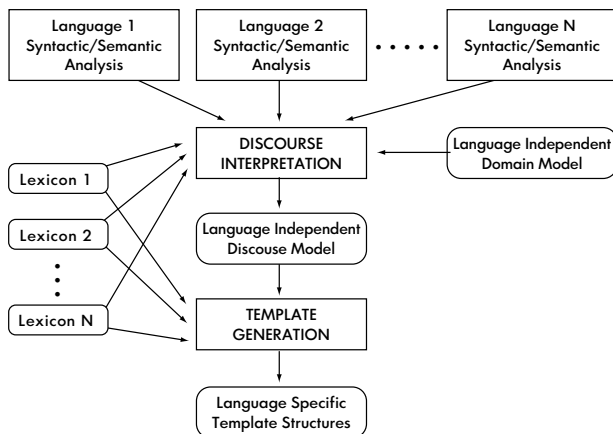 Language 1
Syntactic/Semantic
Analysis
Language 2
Syntactic/Semantic
Analysis
Language N
Syntactic/Semantic
Analysis
DISCOURSE
INTERPRETATION
Language Independent
Domain Model
Lexicon 1
Lexicon 2
Lexicon N
Language Independent
Discouse Model
TEMPLATE
GENERATION
Language Specific
Template Structures